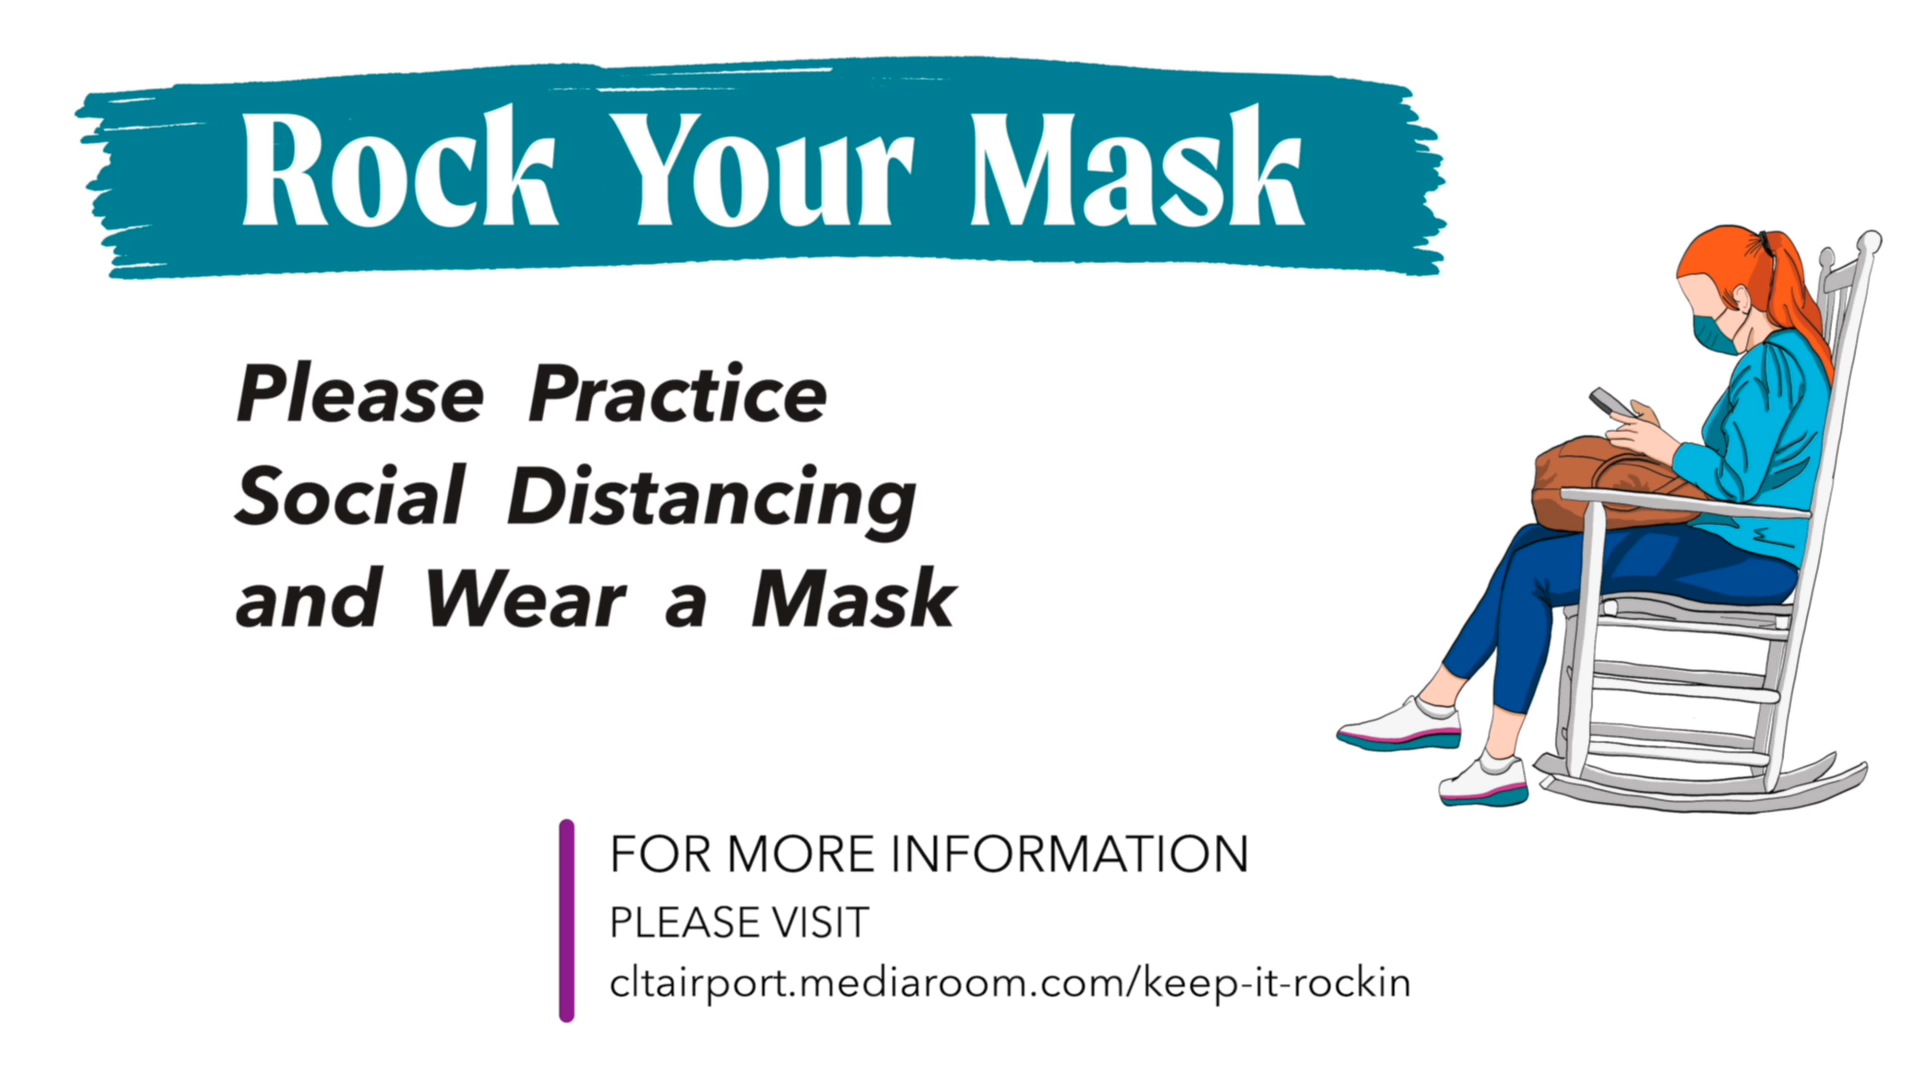 Rock Your Mask
Please Practice
Social Distancing
and Wear a Mask
FOR MORE INFORMATION
PLEASE VISIT
cltairport.mediaroom.com/keep-it-rockin